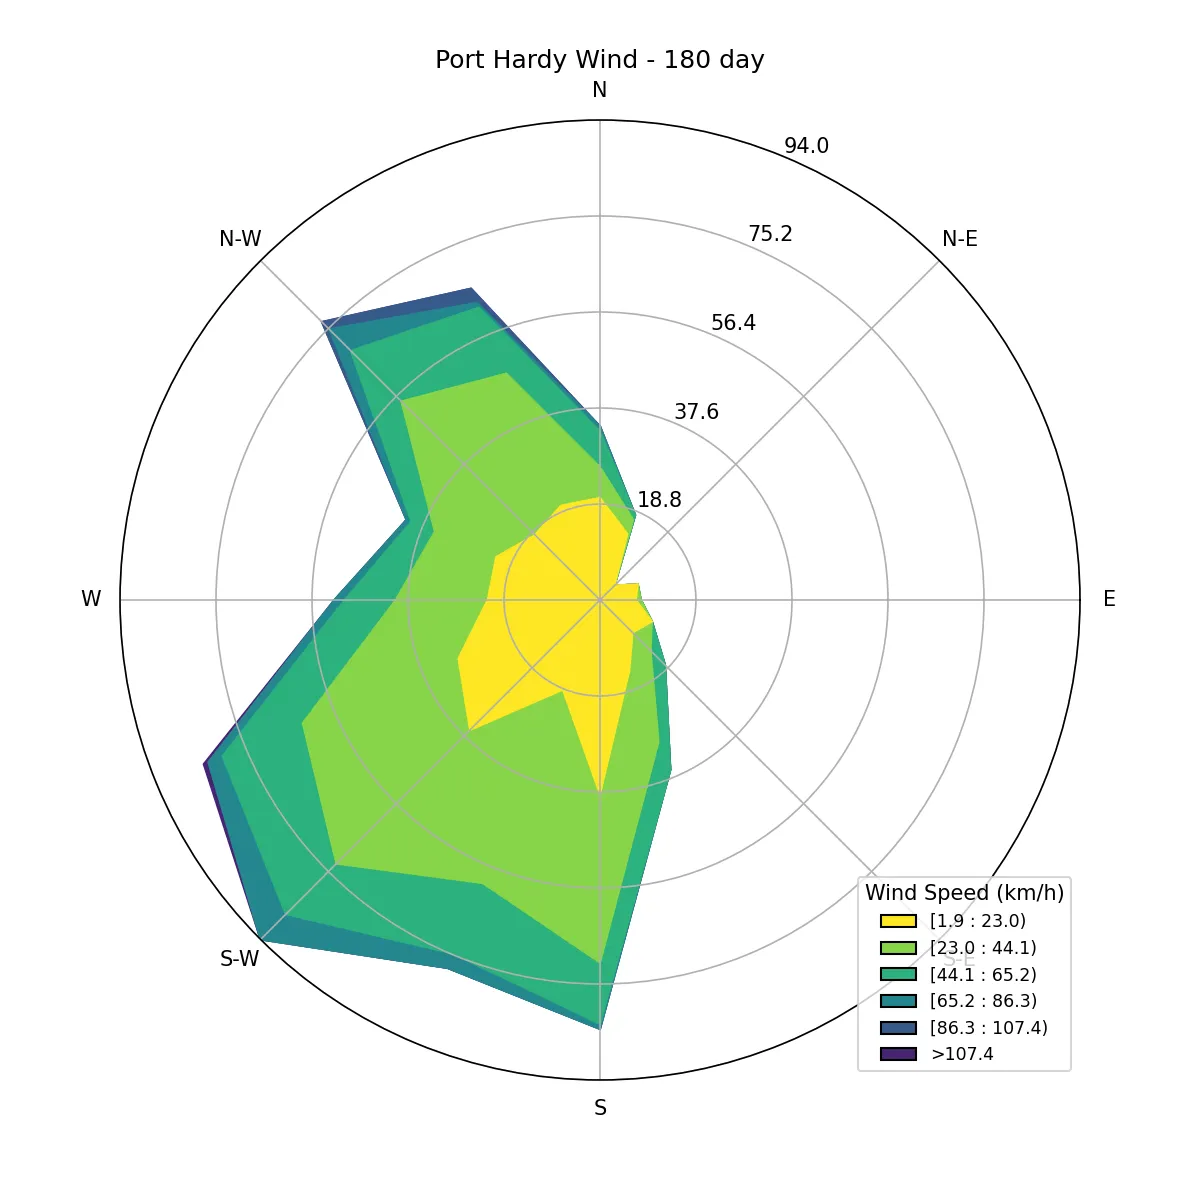 Port Hardy Wind - 180 day
N
94.0
75.2
N-W
N-E
56.4
37.6
18.8
W
E
Wind Speed (km/h)
[1.9 : 23.0)
[23.0 : 44.1)
S-W
S-E
[44.1 : 65.2)
[65.2 : 86.3)
[86.3 : 107.4)
>107.4
S